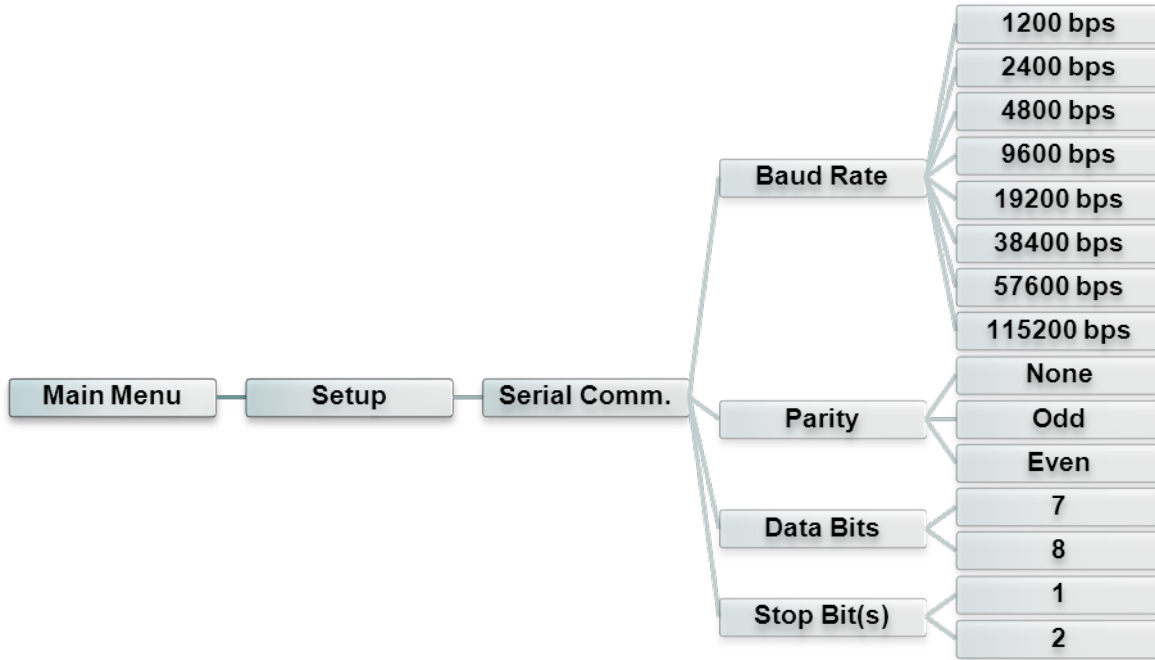 Main Menu
Setup
Serial Comm.
Baud Rate
1200 bps
2400 bps
4800 bps
9600 bps
19200 bps
38400 bps
57600 bps
115200 bps
Parity
None
Odd
Even
Data Bits
7
8
Stop Bit(s)
1
2